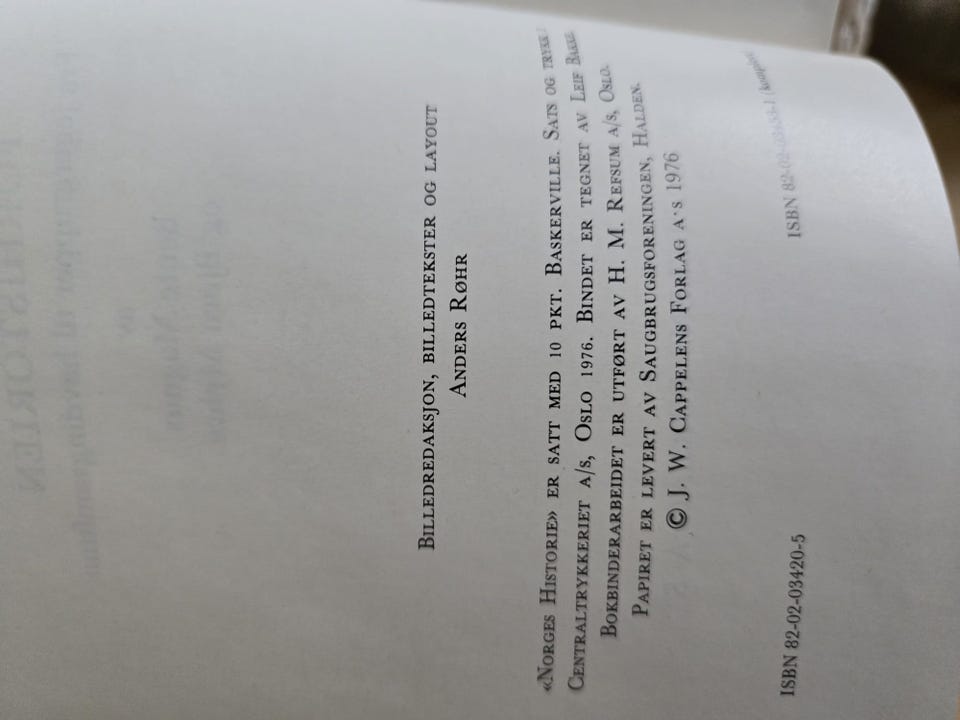 BILLEDREDAKSJON, BILLEDTEKSTER OG LAYOUT
ANDERS RØHR
«NORGES HISTORIE» ER SATT MED 10 PKT. BASKERVILLE. SATS OG TRYKK:
CENTRALTRYKKERIET A/S, OSLO 1976. BINDET ER TEGNET AV LEIF
BOKBINDERARBEIDET ER UTFØRT AV H. M. REFSUM A/S, OSLO.
PAPIRET ER LEVERT AV SAUGBRUGSFORENINGEN, HALDEN.
© J. W. CAPPELENS FORLAG A·S 1976
ISBN 82-02-03420-5 ISBN